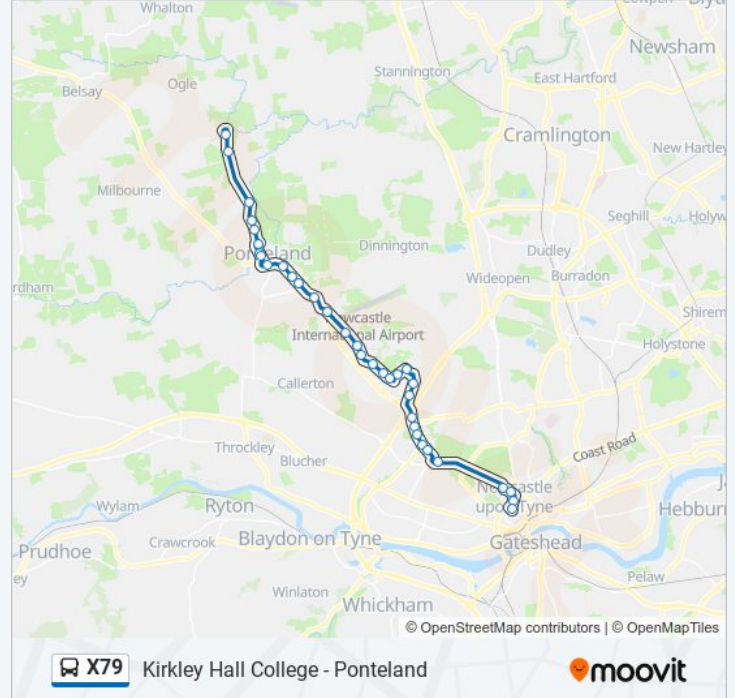 Whalton
Newsham
Stannington
East Hartford
Ogle
Belsay
Cramlington
New Hartley
Milbourne
Seghill
Ponteland
Dinnington
Dudley
Wideopen
Burradon
rdham
wcastle
International Airport
Holystone
Callerton
Throckley
Blucher
Coast Road
Newcastle
upon Tyne
Wylam
Ryton
Hebburn
Prudhoe
Crawcrook
Blaydon on Tyne
Gateshead
ey
Pelaw
Winlaton
Whickham
© OpenStreetMap contributors | © OpenMapTiles
X79
Kirkley Hall College - Ponteland
moovit